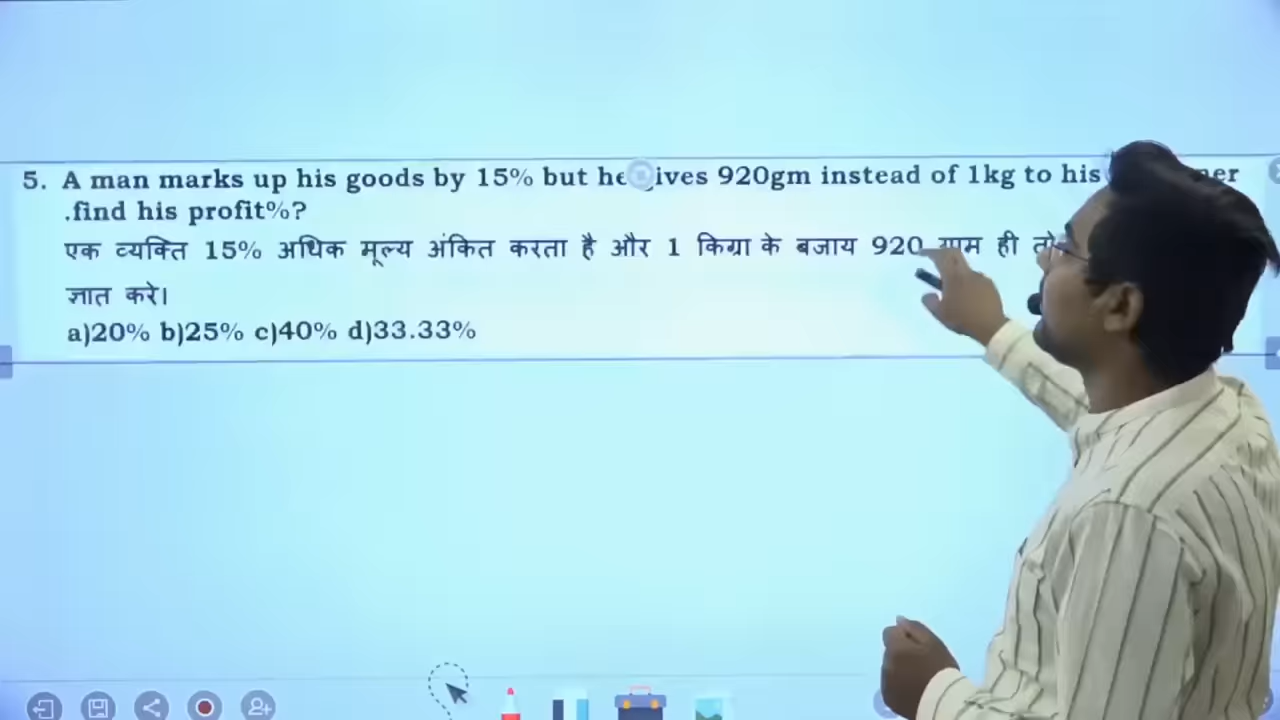 5. A man marks up his goods by 15% but he gives 920gm instead of 1kg to his
.find his profit%?
एक व्यक्ति 15% अधिक मूल्य अंकित करता है और 1 किग्रा के बजाय 920 ग्राम ही
ज्ञात करे।
a)20% b)25% c)40% d)33.33%